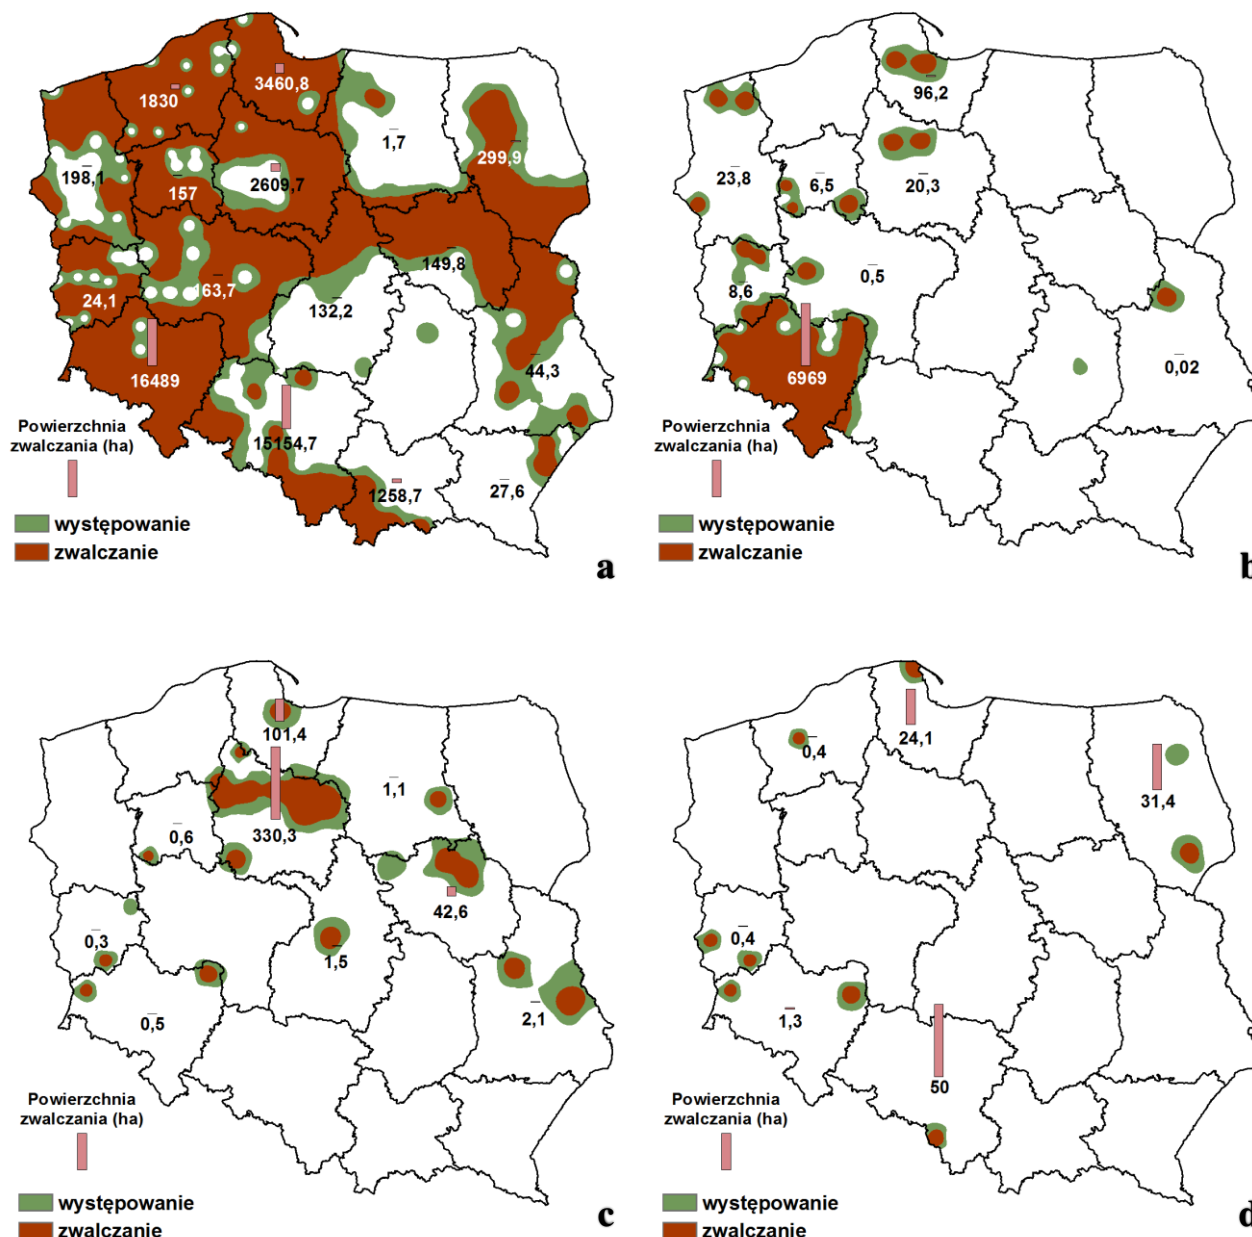 3460,8
1830
1,7
299,9
198,1
157
2609,7
149,8
163,7
24,1
132,2
16489
44,3
15154,7
1258,7
27,6
Powierzchnia
zwalczania (ha)
występowanie
zwalczanie
a
96,2
23,8
6,5
20,3
0,5
8,6
6969
0,02
Powierzchnia
zwalczania (ha)
występowanie
zwalczanie
b
101,4
1,1
0,6
330,3
42,6
0,3
1,5
0,5
2,1
Powierzchnia
zwalczania (ha)
występowanie
zwalczanie
c
24,1
0,4
31,4
0,4
1,3
50
Powierzchnia
zwalczania (ha)
występowanie
zwalczanie
d